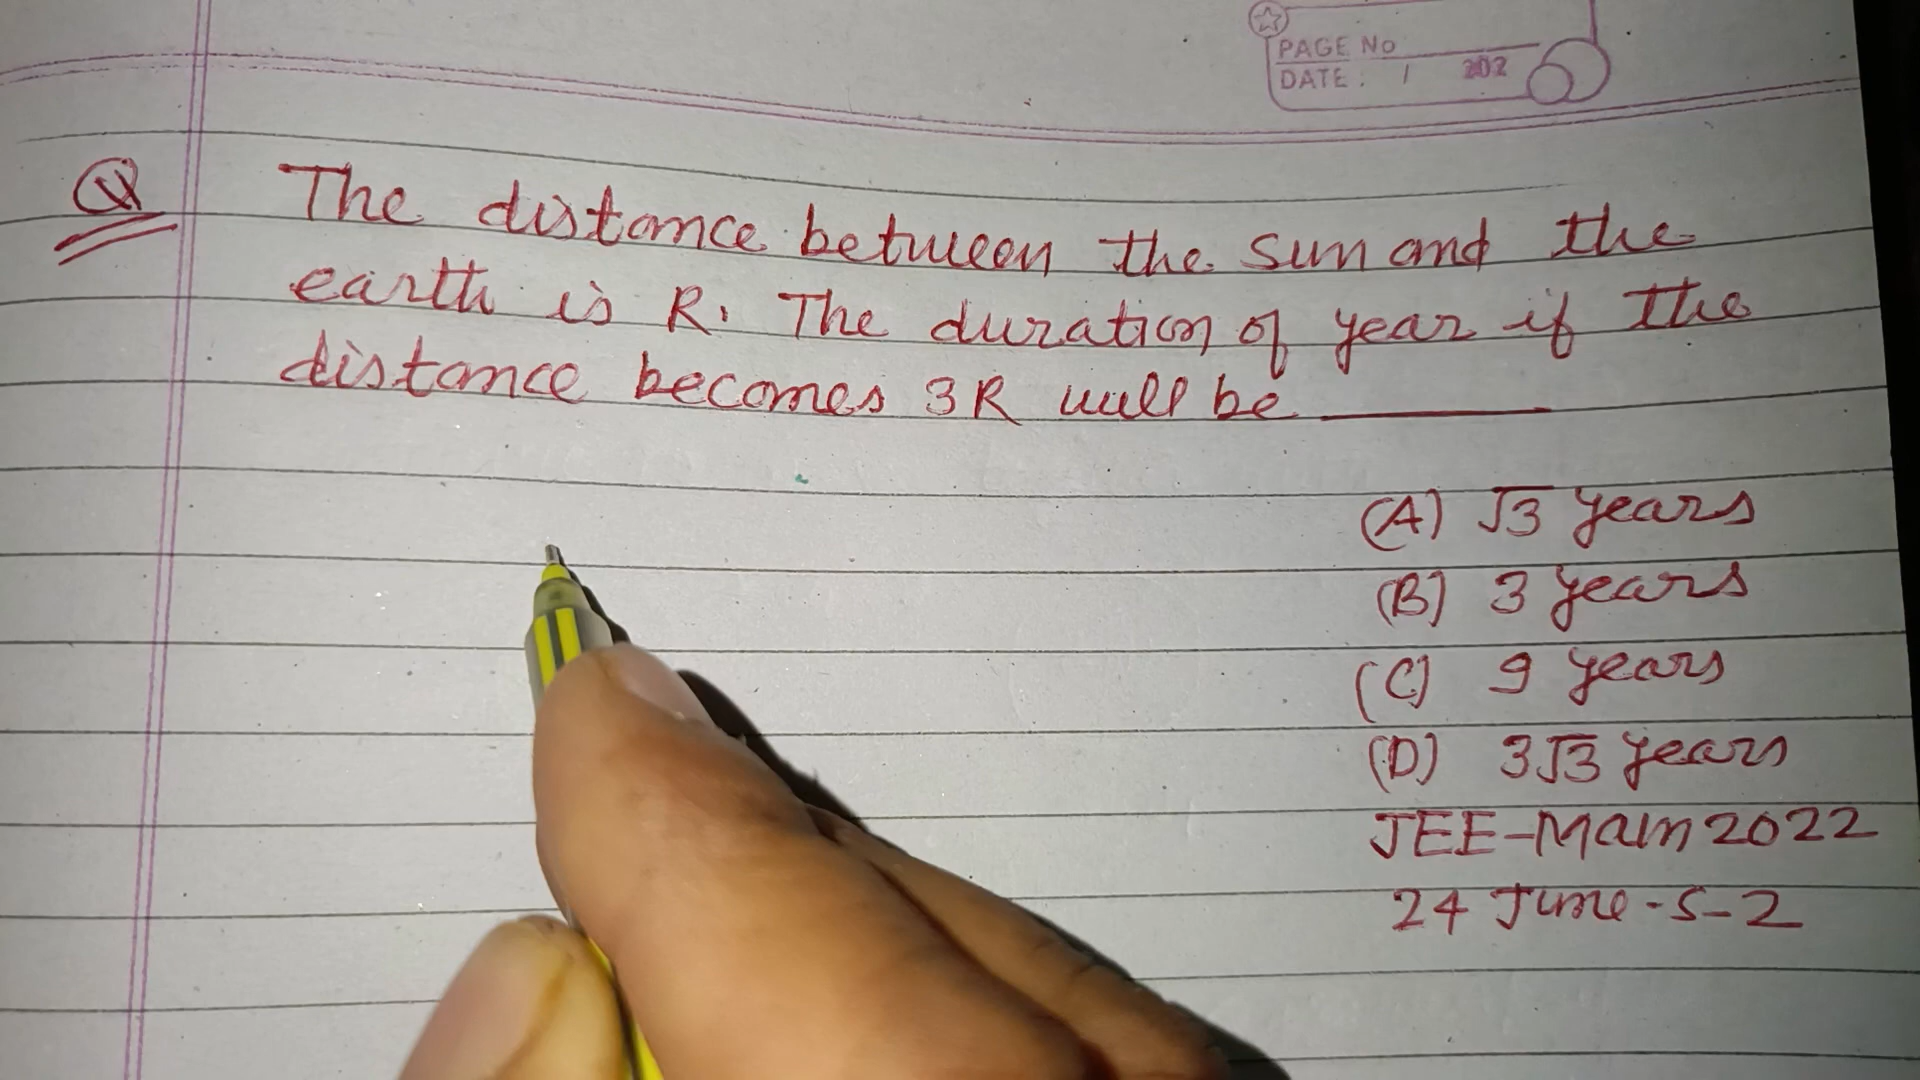 PAGE No
DATE: / 202
Q The distance between the sun and the
earth is R. The duration of year if the
distance becomes 3R will be
(A) √3 years
(B) 3 years
(C) 9 years
(D) 3√3 years
JEE-Main 2022
24 June-S-2